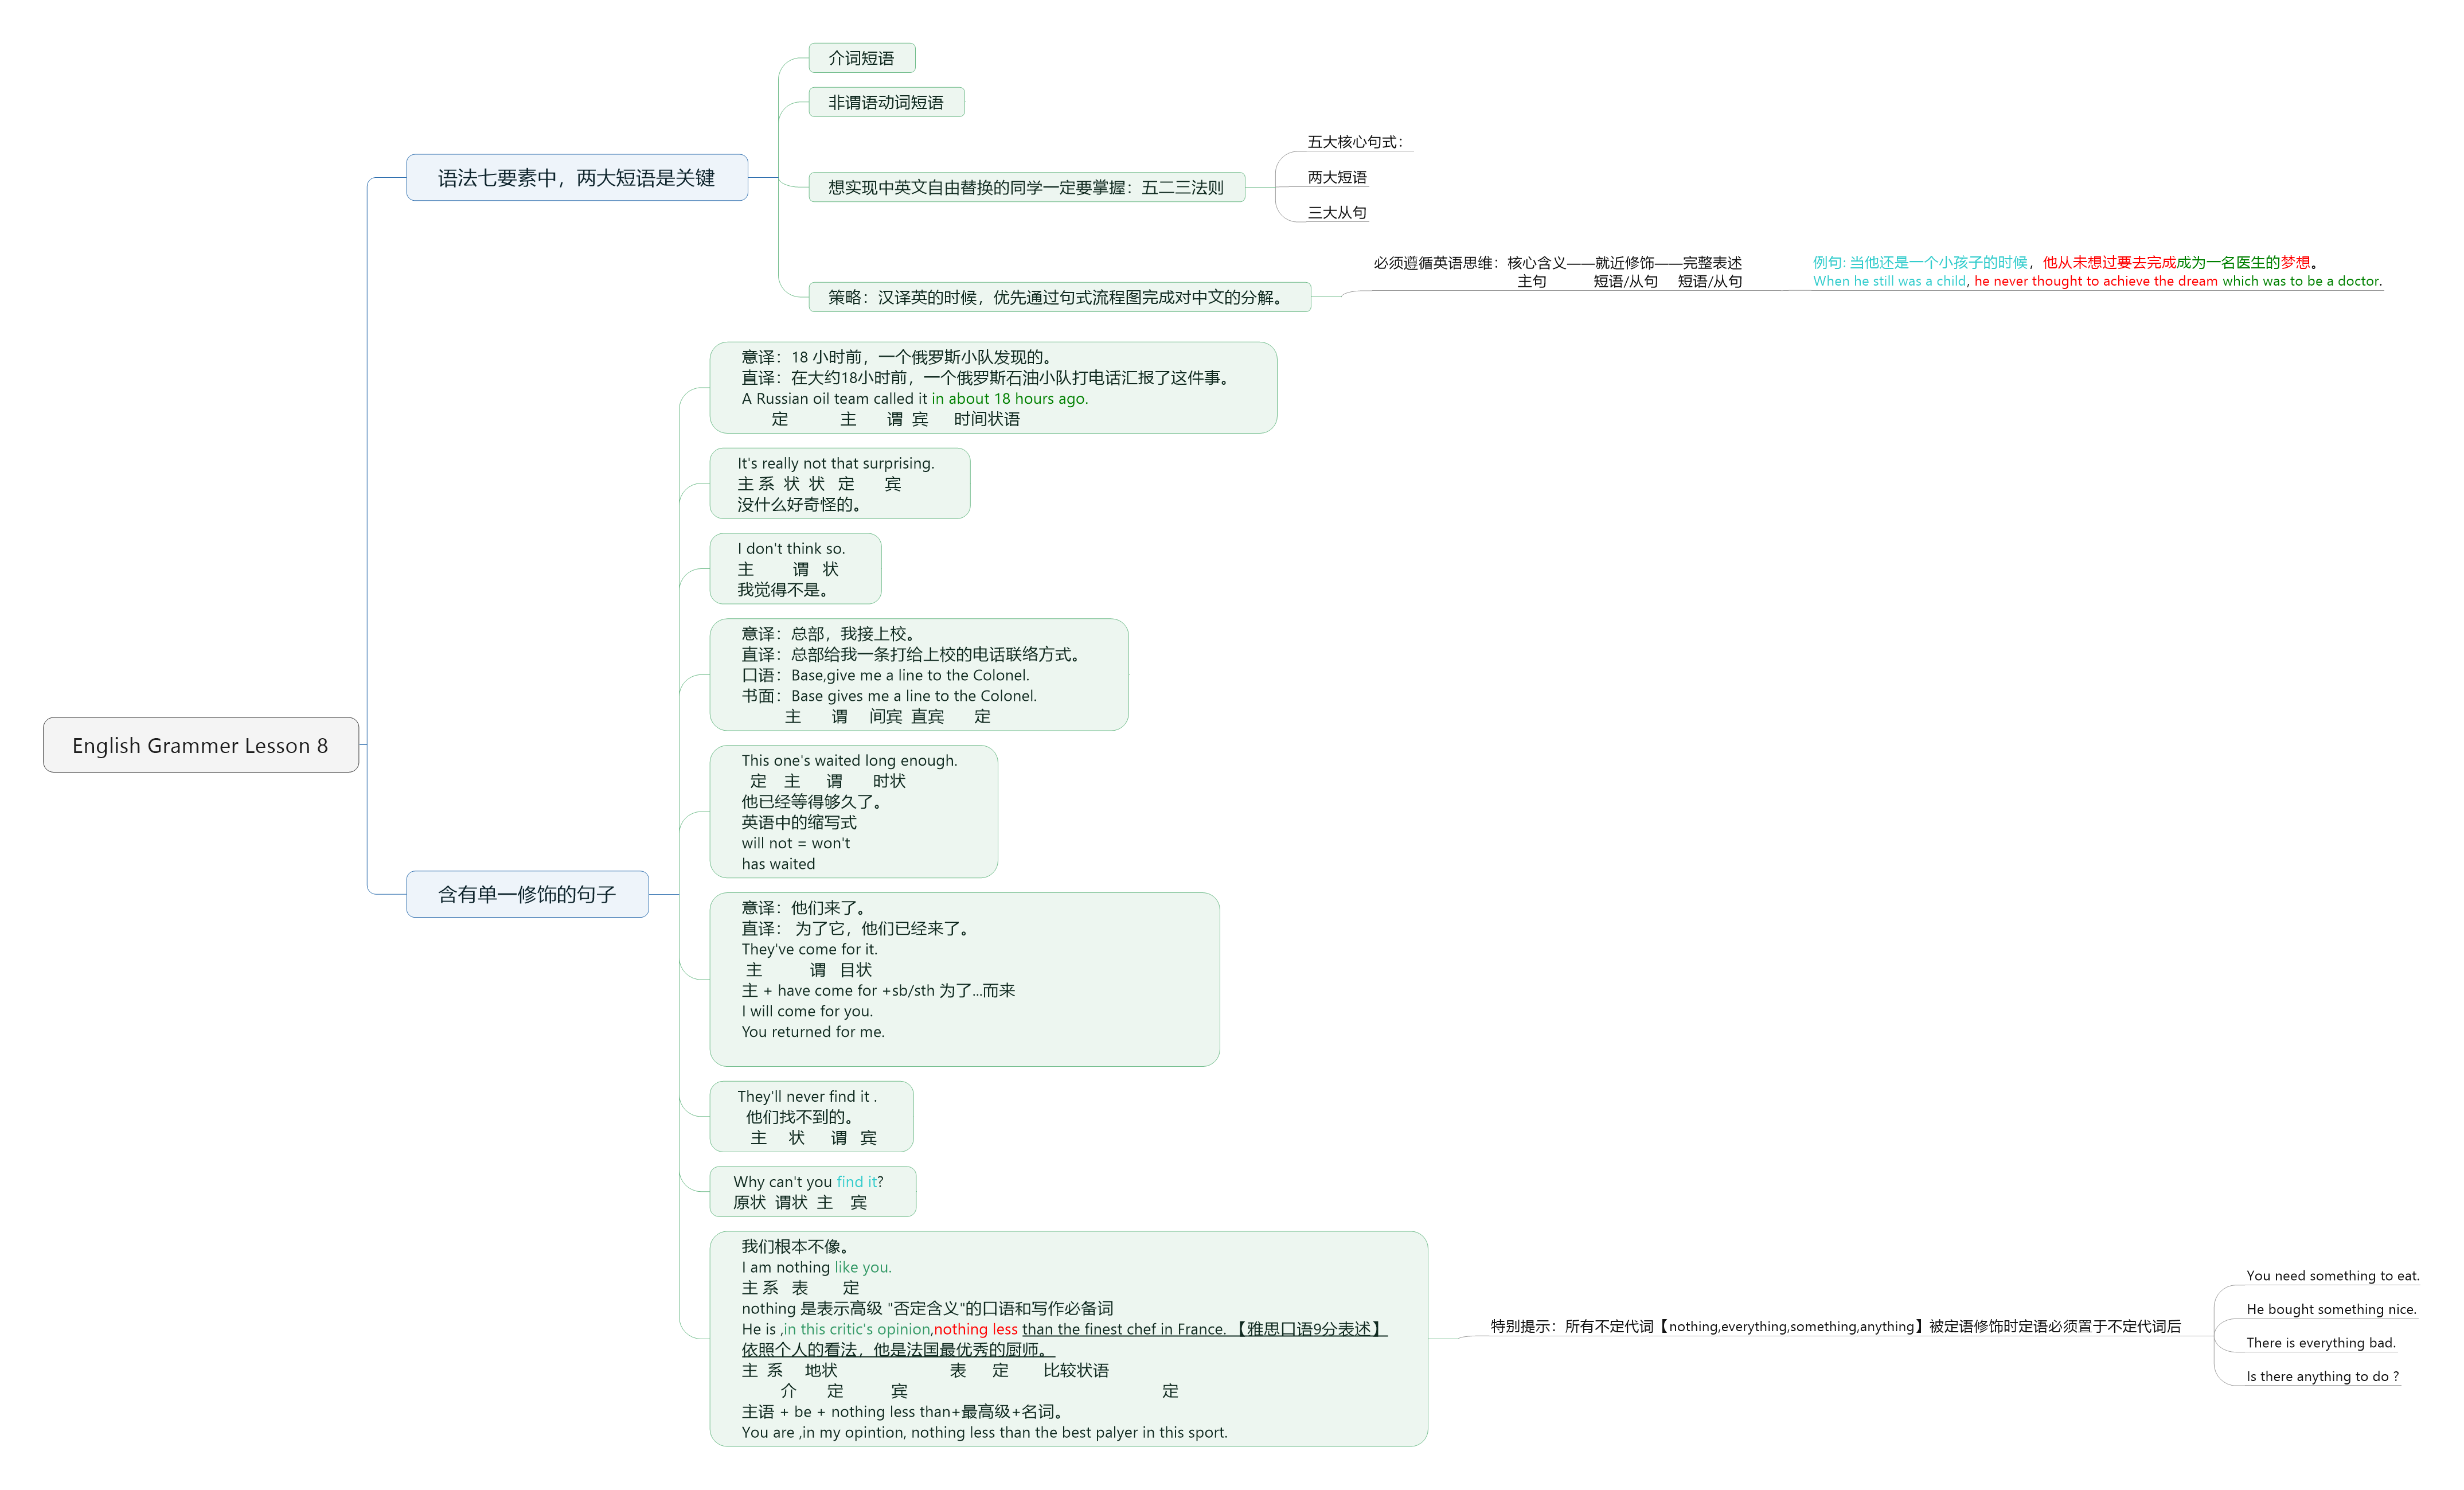 English Grammer Lesson 8
语法七要素中，两大短语是关键
介词短语
非谓语动词短语
想实现中英文自由替换的同学一定要掌握：五二三法则
五大核心句式：
两大短语
三大从句
策略：汉译英的时候，优先通过句式流程图完成对中文的分解。
必须遵循英语思维：核心含义——就近修饰——完整表述
主句 短语/从句 短语/从句
例句: 当他还是一个小孩子的时候，他从未想过要去完成成为一名医生的梦想。
When he still was a child, he never thought to achieve the dream which was to be a doctor.
含有单一修饰的句子
意译：18 小时前，一个俄罗斯小队发现的。
直译：在大约18小时前，一个俄罗斯石油小队打电话汇报了这件事。
A Russian oil team called it in about 18 hours ago.
定 主 谓 宾 时间状语
It's really not that surprising.
主 系 状 状 定 宾
没什么好奇怪的。
I don't think so.
主 谓 状
我觉得不是。
意译：总部，我接上校。
直译：总部给我一条打给上校的电话联络方式。
口语：Base,give me a line to the Colonel.
书面：Base gives me a line to the Colonel.
主 谓 间宾 直宾 定
This one's waited long enough.
定 主 谓 时状
他已经等得够久了。
英语中的缩写式
will not = won't
has waited
意译：他们来了。
直译： 为了它，他们已经来了。
They've come for it.
主 谓 目状
主 + have come for +sb/sth 为了...而来
I will come for you.
You returned for me.
They'll never find it .
他们找不到的。
主 状 谓 宾
Why can't you find it?
原状 谓状 主 宾
我们根本不像。
I am nothing like you.
主 系 表 定
nothing 是表示高级 "否定含义"的口语和写作必备词
He is ,in this critic's opinion,nothing less than the finest chef in France. 【雅思口语9分表述】
依照个人的看法，他是法国最优秀的厨师。
主 系 地状 表 定 比较状语
介 定 宾 定
主语 + be + nothing less than+最高级+名词。
You are ,in my opintion, nothing less than the best palyer in this sport.
特别提示：所有不定代词【nothing,everything,something,anything】被定语修饰时定语必须置于不定代词后
You need something to eat.
He bought something nice.
There is everything bad.
Is there anything to do ?